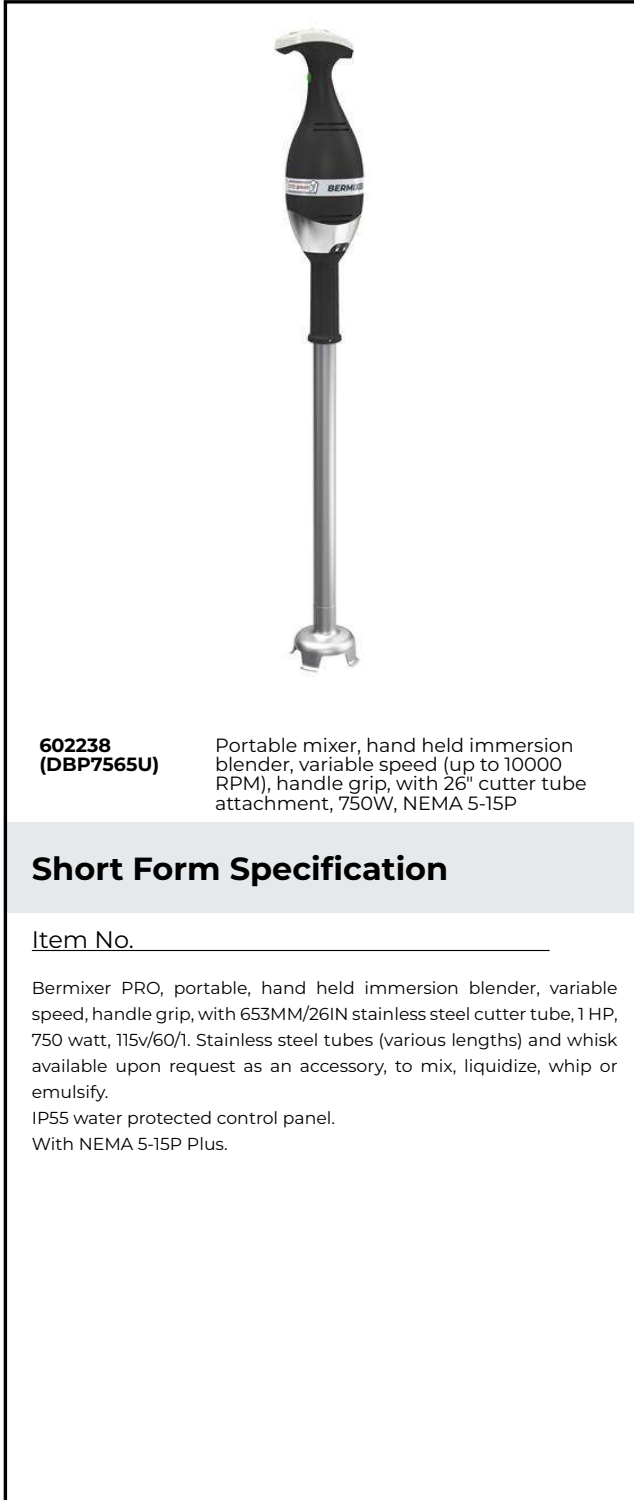 BERMIXER
602238
(DBP7565U)
Portable mixer, hand held immersion
blender, variable speed (up to 10000
RPM), handle grip, with 26" cutter tube
attachment, 750W, NEMA 5-15P
Short Form Specification
Item No.
Bermixer PRO, portable, hand held immersion blender, variable
speed, handle grip, with 653MM/26IN stainless steel cutter tube, 1 HP,
750 watt, 115v/60/1. Stainless steel tubes (various lengths) and whisk
available upon request as an accessory, to mix, liquidize, whip or
emulsify.
IP55 water protected control panel.
With NEMA 5-15P Plus.